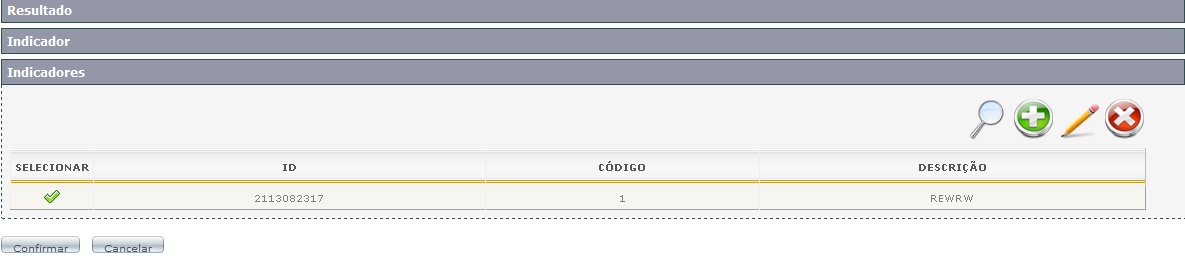 Resultado
Indicador
Indicadores
SELECIONAR ID CÓDIGO DESCRIÇÃO
2113082317 1 REWRW
Confirmar Cancelar